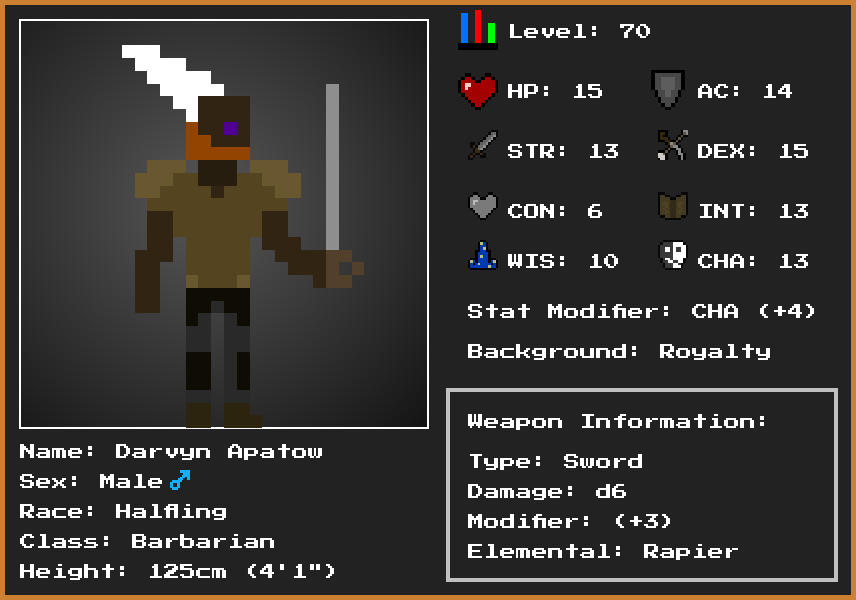 Level: 70
HP: 15
AC: 14
STR: 13
DEX: 15
CON: 6
INT: 13
WIS: 10
CHA: 13
Stat Modifier: CHA (+4)
Background: Royalty
Weapon Information:
Type: Sword
Damage: d6
Modifier: (+3)
Elemental: Rapier
Name: Darvyn Apatow
Sex: Male ♂
Race: Halfling
Class: Barbarian
Height: 125cm (4'1")